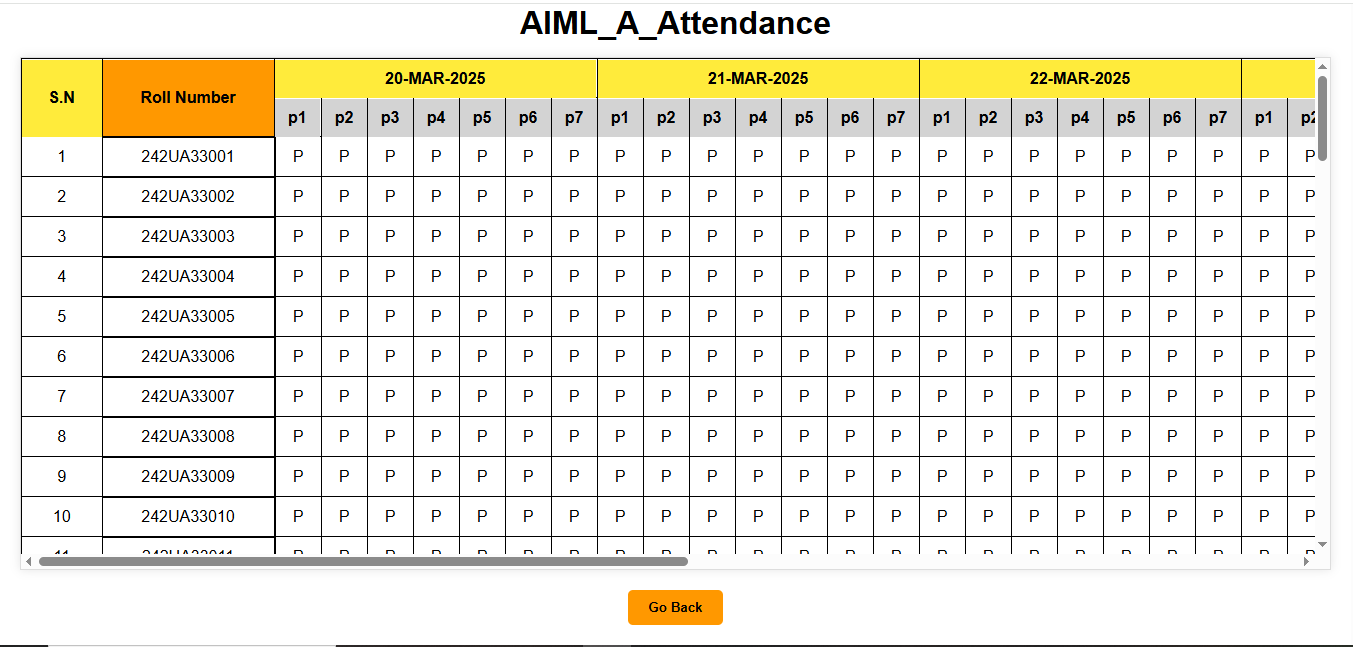 AIML_A_Attendance
S.N Roll Number 20-MAR-2025 21-MAR-2025 22-MAR-2025
p1 p2 p3 p4 p5 p6 p7 p1 p2 p3 p4 p5 p6 p7 p1 p2 p3 p4 p5 p6 p7 p1 p2
1 242UA33001 P P P P P P P P P P P P P P P P P P P P P P P
2 242UA33002 P P P P P P P P P P P P P P P P P P P P P P P
3 242UA33003 P P P P P P P P P P P P P P P P P P P P P P P
4 242UA33004 P P P P P P P P P P P P P P P P P P P P P P P
5 242UA33005 P P P P P P P P P P P P P P P P P P P P P P P
6 242UA33006 P P P P P P P P P P P P P P P P P P P P P P P
7 242UA33007 P P P P P P P P P P P P P P P P P P P P P P P
8 242UA33008 P P P P P P P P P P P P P P P P P P P P P P P
9 242UA33009 P P P P P P P P P P P P P P P P P P P P P P P
10 242UA33010 P P P P P P P P P P P P P P P P P P P P P P P
Go Back